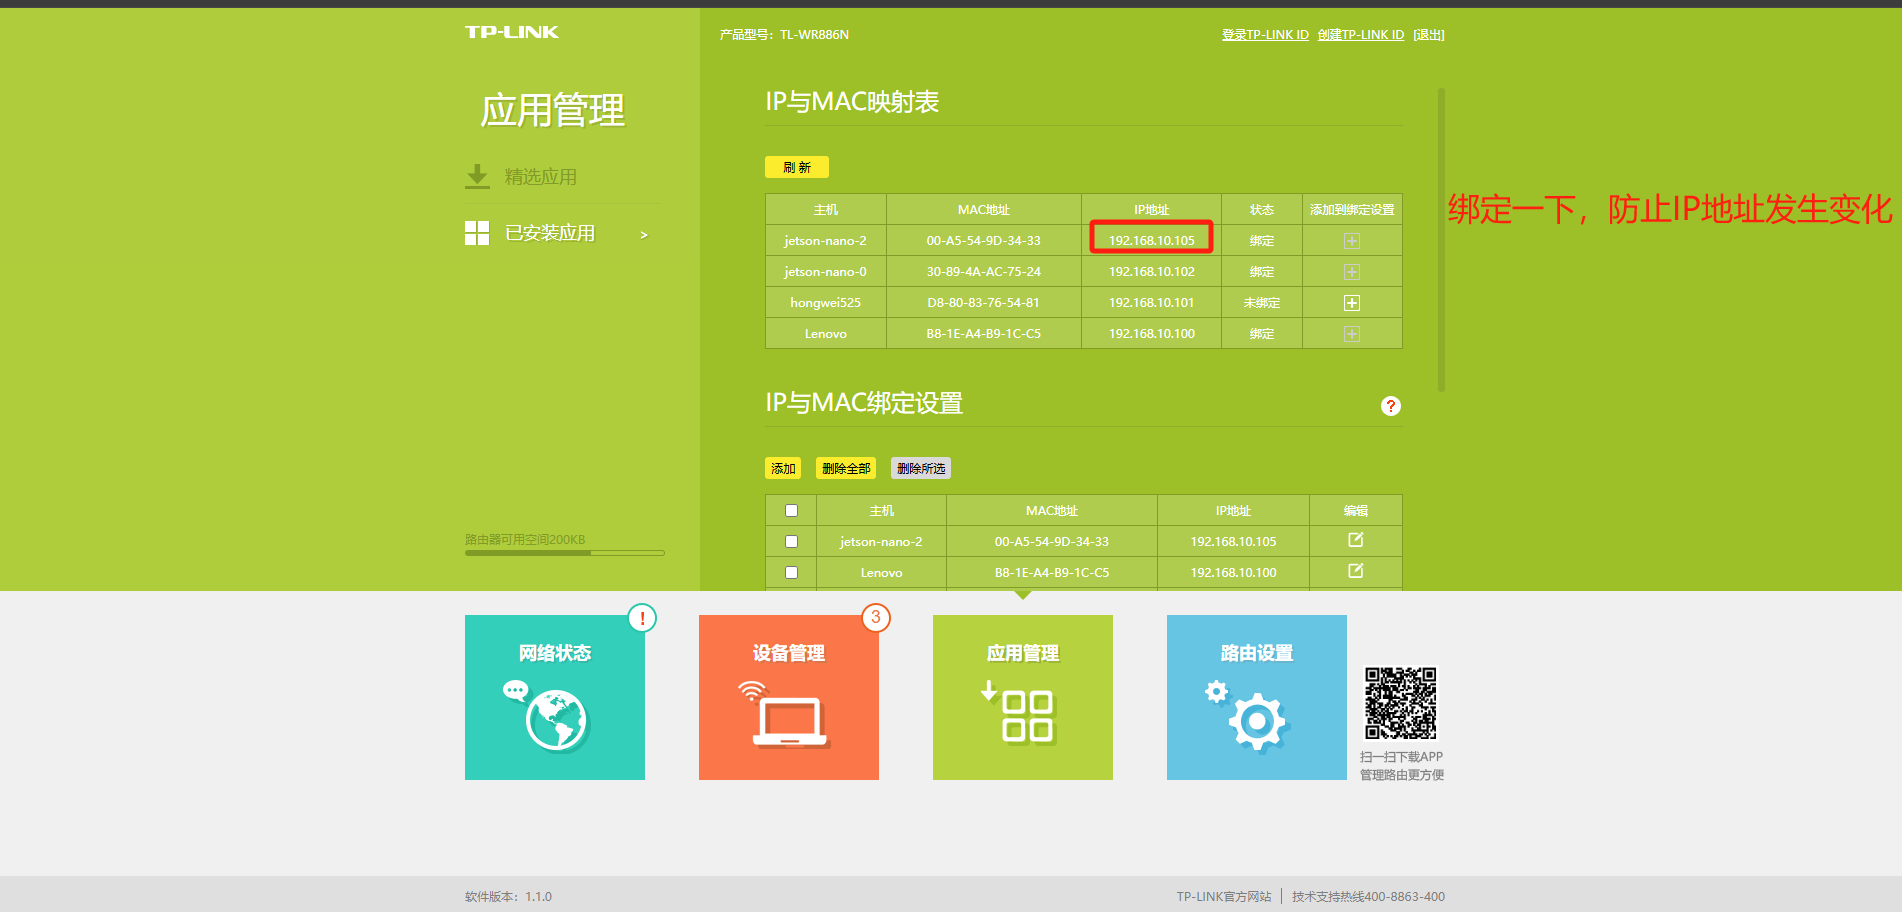 TP-LINK
产品型号：TL-WR886N
登录TP-LINK ID 创建TP-LINK ID [退出]
应用管理
精选应用
已安装应用 >
路由器可用空间200KB
IP与MAC映射表
刷 新
主机 MAC地址 IP地址 状态 添加到绑定设置
jetson-nano-2 00-A5-54-9D-34-33 192.168.10.105 绑定
jetson-nano-0 30-89-4A-AC-75-24 192.168.10.102 绑定
hongwei525 D8-80-83-76-54-81 192.168.10.101 未绑定
Lenovo B8-1E-A4-B9-1C-C5 192.168.10.100 绑定
绑定一下，防止IP地址发生变化
IP与MAC绑定设置
?
添加 删除全部 删除所选
主机 MAC地址 IP地址 编辑
jetson-nano-2 00-A5-54-9D-34-33 192.168.10.105
Lenovo B8-1E-A4-B9-1C-C5 192.168.10.100
! 
3
网络状态 设备管理 应用管理 路由设置
扫一扫下载APP
管理路由更方便
软件版本：1.1.0
TP-LINK官方网站 | 技术支持热线400-8863-400